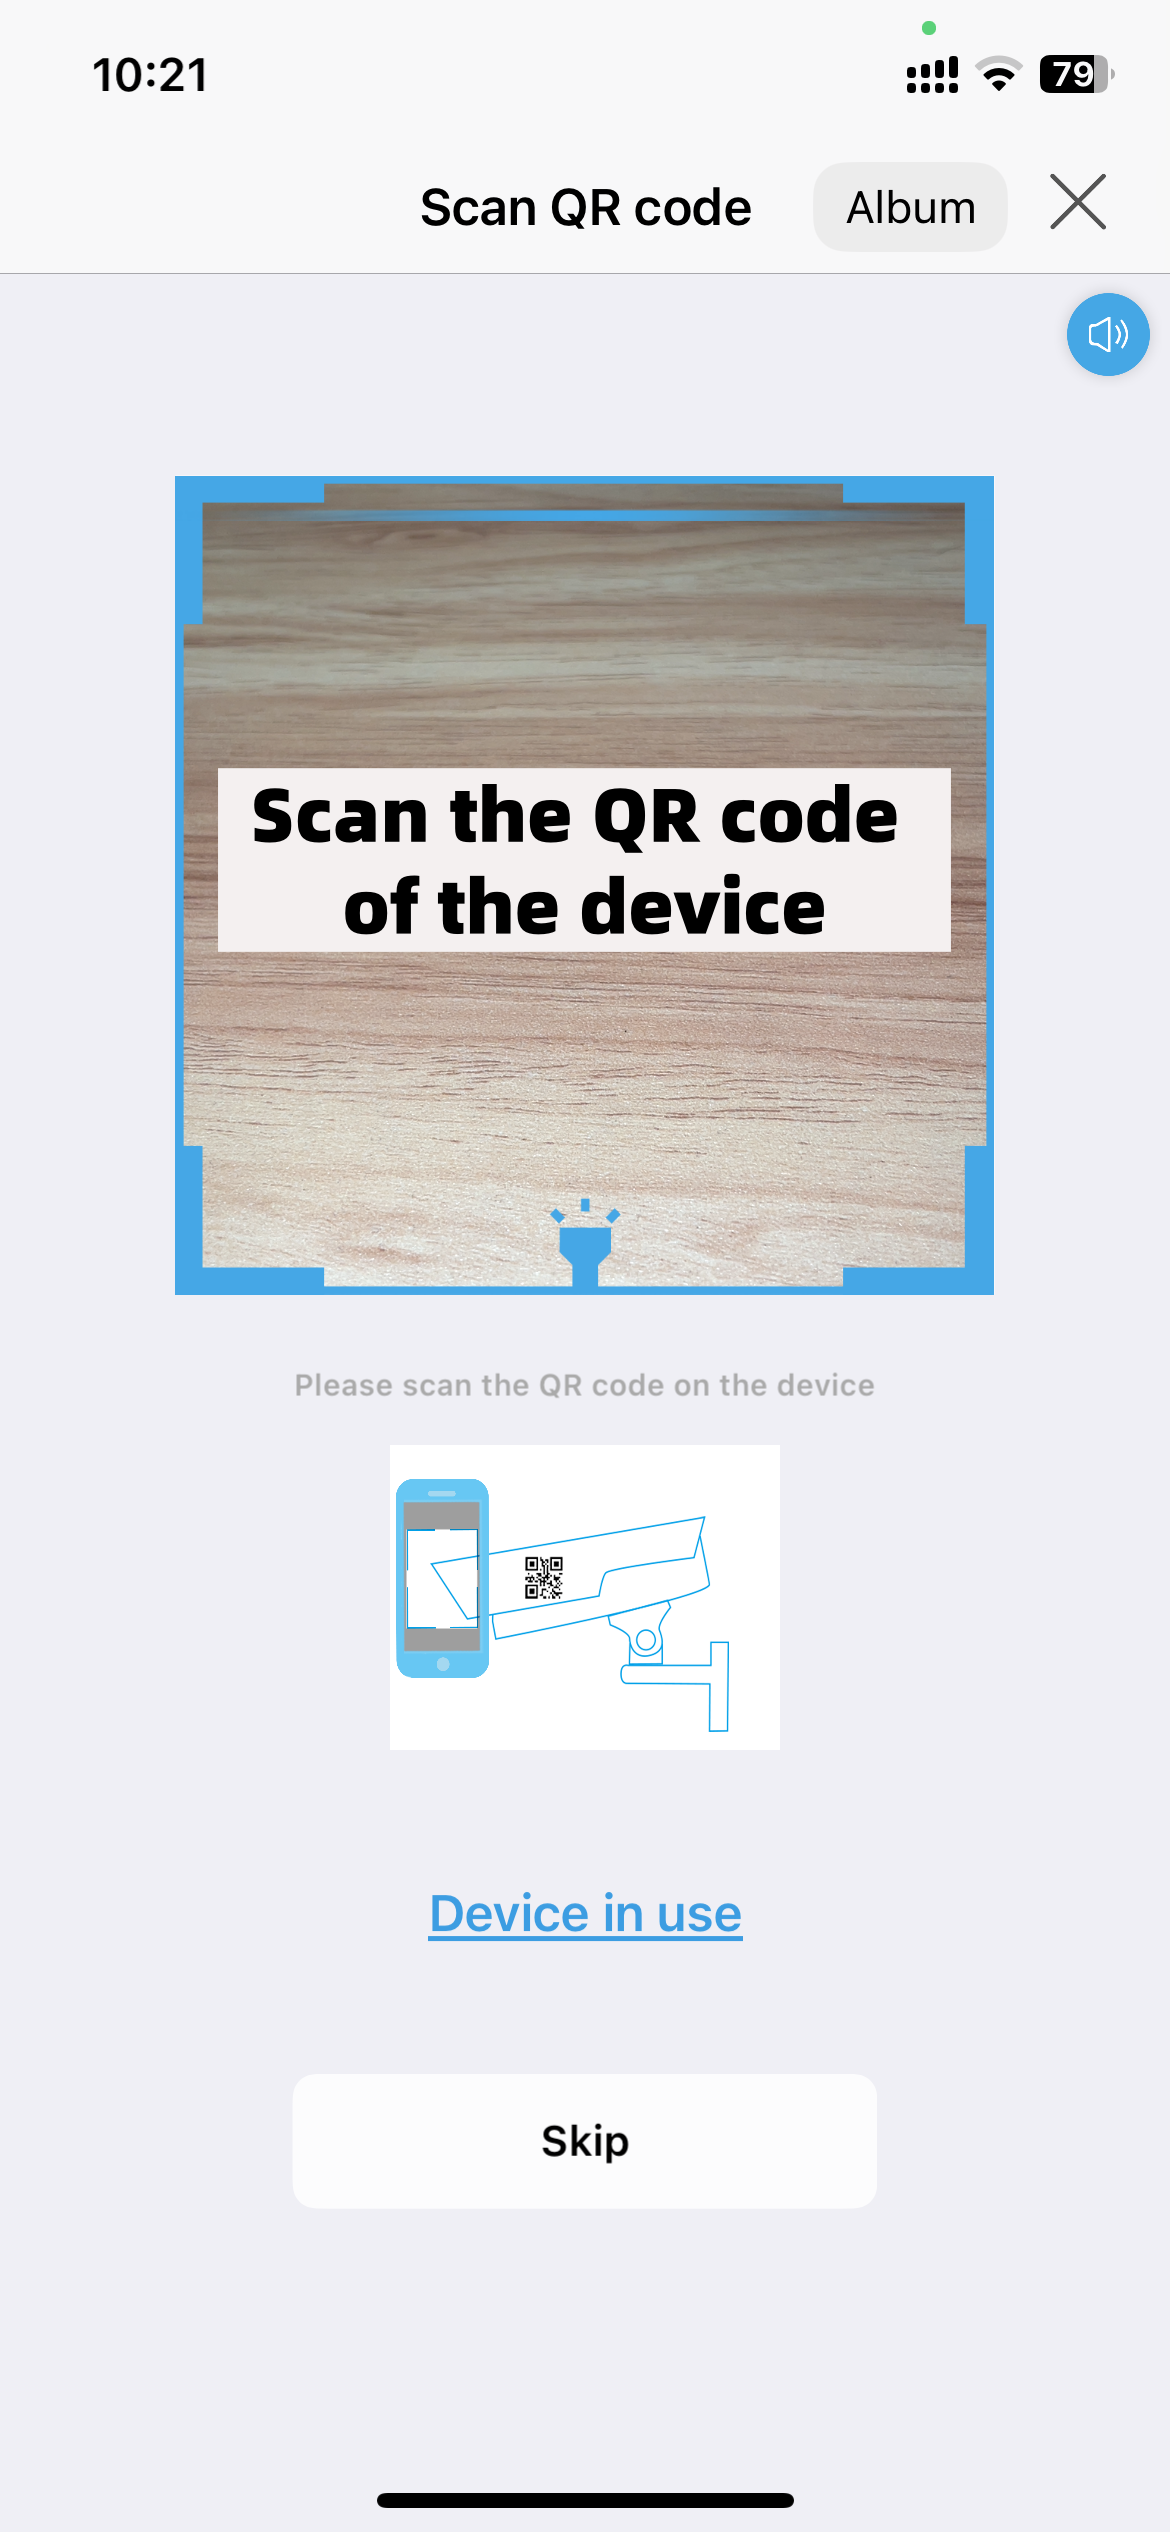 10:21
79
Scan QR code
Album
Scan the QR code
of the device
Please scan the QR code on the device
Device in use
Skip